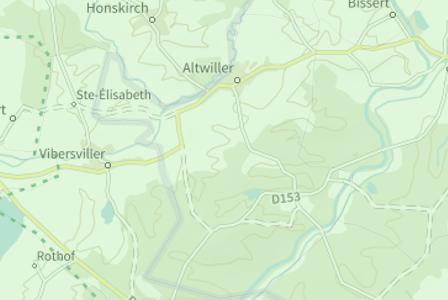 Honskirch
Bissert
Altwiller
Ste-Élisabeth
Vibersviller
D153
Rothof